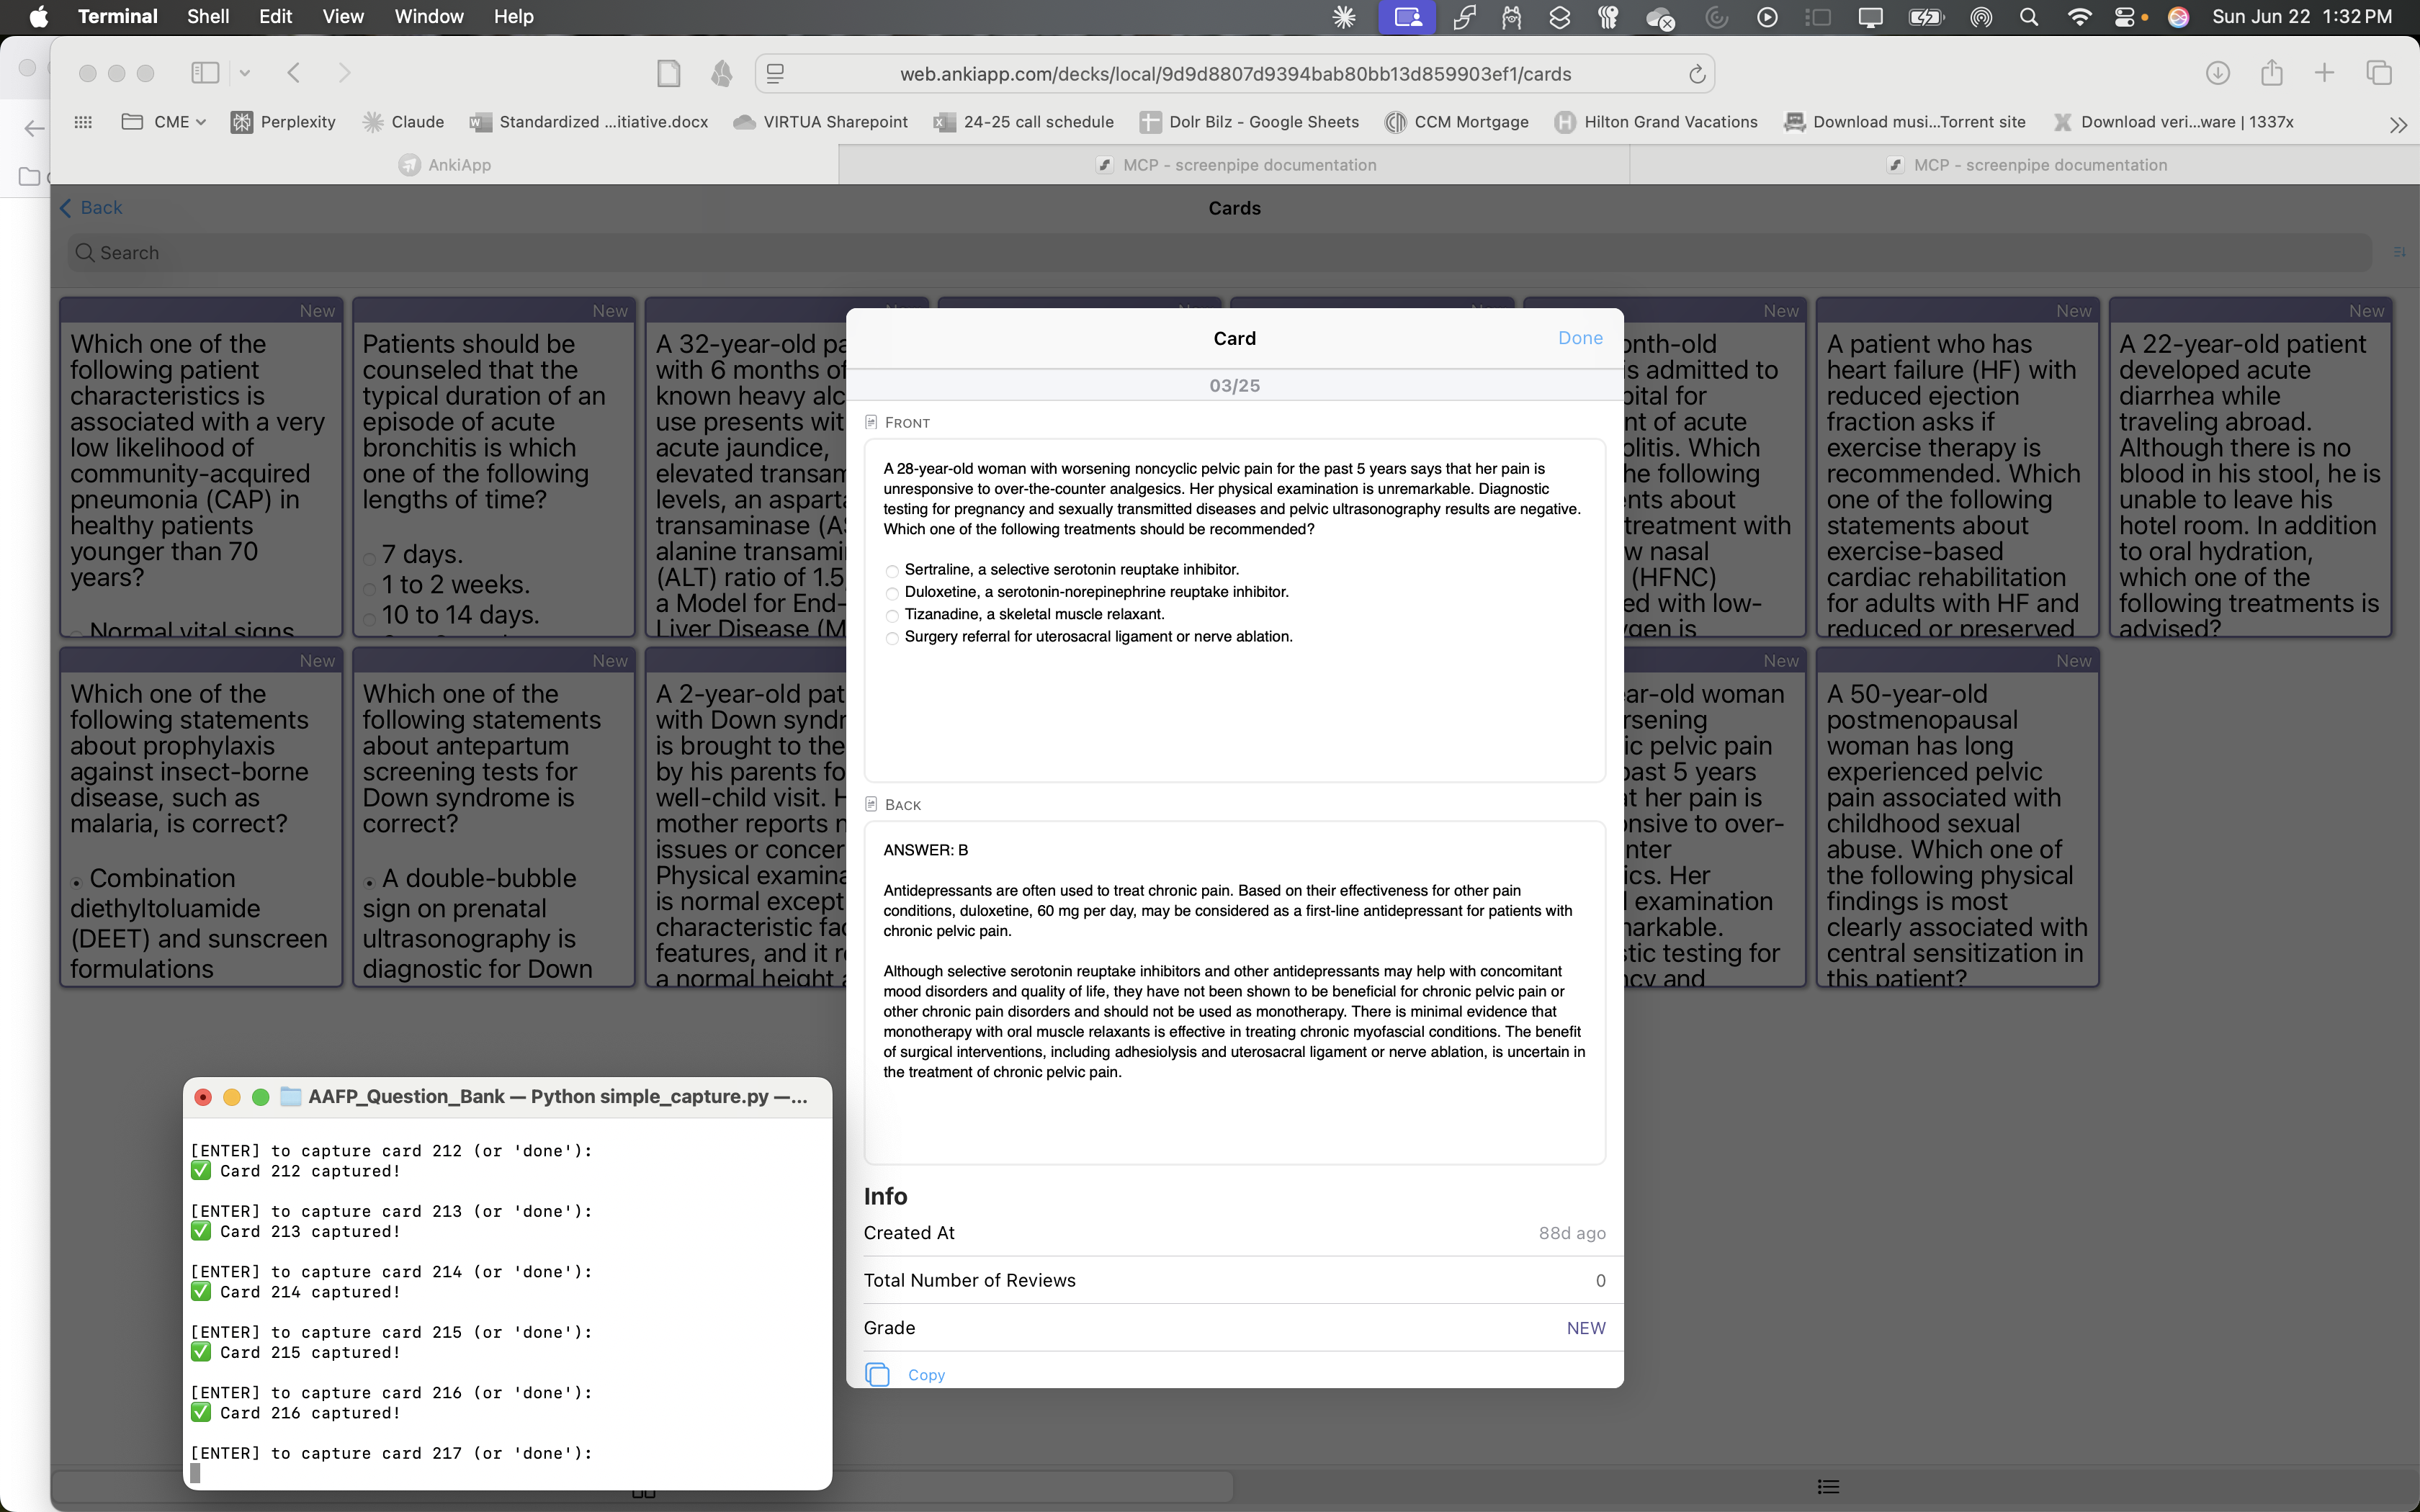 Terminal Shell Edit View Window Help Sun Jun 22 1:32 PM
web.ankiapp.com/decks/local/9d9d8807d9394bab80bb13d859903ef1/cards
CME Perplexity Claude Standardized ...itiative.docx VIRTUA Sharepoint 24-25 call schedule Dolr Bilz - Google Sheets CCM Mortgage Hilton Grand Vacations Download musi...Torrent site Download veri...ware | 1337x
AnkiApp MCP - screenpipe documentation MCP - screenpipe documentation
Back Cards
Search
New
Which one of the
following patient
characteristics is
associated with a very
low likelihood of
community-acquired
pneumonia (CAP) in
healthy patients
younger than 70
years?
Normal vital signs
New
Patients should be
counseled that the
typical duration of an
episode of acute
bronchitis is which
one of the following
lengths of time?
7 days.
1 to 2 weeks.
10 to 14 days.
A 32-year-old pa
with 6 months of
known heavy alc
use presents wit
acute jaundice,
elevated transam
levels, an asparta
transaminase (AS
alanine transami
(ALT) ratio of 1.5
a Model for End-
Liver Disease (M
New
onth-old
is admitted to
pital for
nt of acute
olitis. Which
he following
nts about
treatment with
w nasal
(HFNC)
ed with low-
gen is
New
A patient who has
heart failure (HF) with
reduced ejection
fraction asks if
exercise therapy is
recommended. Which
one of the following
statements about
exercise-based
cardiac rehabilitation
for adults with HF and
reduced or preserved
New
A 22-year-old patient
developed acute
diarrhea while
traveling abroad.
Although there is no
blood in his stool, he is
unable to leave his
hotel room. In addition
to oral hydration,
which one of the
following treatments is
advised?
New
Which one of the
following statements
about prophylaxis
against insect-borne
disease, such as
malaria, is correct?
Combination
diethyltoluamide
(DEET) and sunscreen
formulations
New
Which one of the
following statements
about antepartum
screening tests for
Down syndrome is
correct?
A double-bubble
sign on prenatal
ultrasonography is
diagnostic for Down
A 2-year-old pat
with Down syndr
is brought to the
by his parents fo
well-child visit. H
mother reports n
issues or concer
Physical examina
is normal except
characteristic fac
features, and it re
a normal height a
New
ar-old woman
rsening
ic pelvic pain
past 5 years
at her pain is
onsive to over-
nter
ics. Her
l examination
narkable.
stic testing for
ncy and
New
A 50-year-old
postmenopausal
woman has long
experienced pelvic
pain associated with
childhood sexual
abuse. Which one of
the following physical
findings is most
clearly associated with
central sensitization in
this patient?
Card Done
03/25
FRONT
A 28-year-old woman with worsening noncyclic pelvic pain for the past 5 years says that her pain is
unresponsive to over-the-counter analgesics. Her physical examination is unremarkable. Diagnostic
testing for pregnancy and sexually transmitted diseases and pelvic ultrasonography results are negative.
Which one of the following treatments should be recommended?
Sertraline, a selective serotonin reuptake inhibitor.
Duloxetine, a serotonin-norepinephrine reuptake inhibitor.
Tizanadine, a skeletal muscle relaxant.
Surgery referral for uterosacral ligament or nerve ablation.
BACK
ANSWER: B
Antidepressants are often used to treat chronic pain. Based on their effectiveness for other pain
conditions, duloxetine, 60 mg per day, may be considered as a first-line antidepressant for patients with
chronic pelvic pain.
Although selective serotonin reuptake inhibitors and other antidepressants may help with concomitant
mood disorders and quality of life, they have not been shown to be beneficial for chronic pelvic pain or
other chronic pain disorders and should not be used as monotherapy. There is minimal evidence that
monotherapy with oral muscle relaxants is effective in treating chronic myofascial conditions. The benefit
of surgical interventions, including adhesiolysis and uterosacral ligament or nerve ablation, is uncertain in
the treatment of chronic pelvic pain.
Info
Created At 88d ago
Total Number of Reviews 0
Grade NEW
Copy
AAFP_Question_Bank — Python simple_capture.py —...
[ENTER] to capture card 212 (or 'done'):
✅ Card 212 captured!
[ENTER] to capture card 213 (or 'done'):
✅ Card 213 captured!
[ENTER] to capture card 214 (or 'done'):
✅ Card 214 captured!
[ENTER] to capture card 215 (or 'done'):
✅ Card 215 captured!
[ENTER] to capture card 216 (or 'done'):
✅ Card 216 captured!
[ENTER] to capture card 217 (or 'done'):